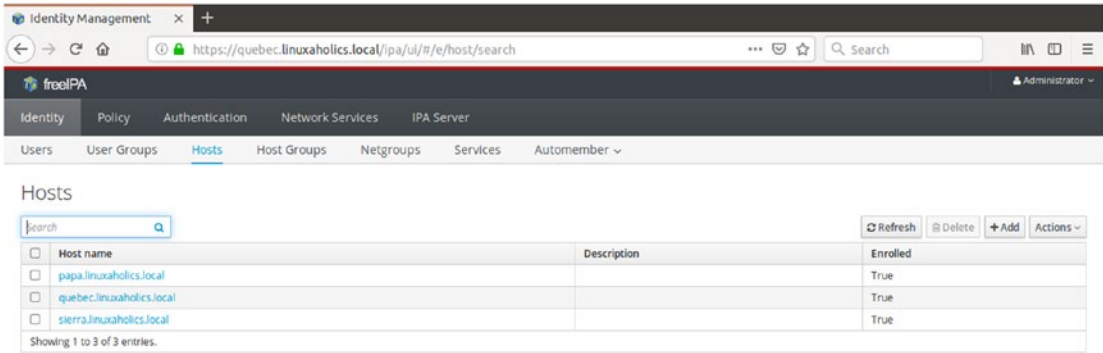 Identity Management × +
https://quebec.linuxaholics.local/ipa/ui/#/e/host/search ••• Search
freeIPA Administrator
Identity Policy Authentication Network Services IPA Server
Users User Groups Hosts Host Groups Netgroups Services Automember
Hosts
Search Refresh Delete +Add Actions
Host name Description Enrolled
papa.linuxaholics.local True
quebec.linuxaholics.local True
sierra.linuxaholics.local True
Showing 1 to 3 of 3 entries.